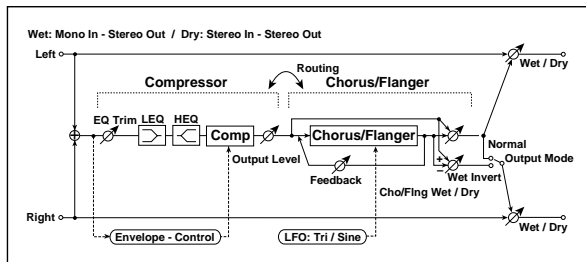 Wet: Mono In - Stereo Out / Dry: Stereo In - Stereo Out
Left
Wet / Dry
Routing
Compressor
Chorus/Flanger
EQ Trim
LEQ
HEQ
Comp
Chorus/Flanger
Normal
Output Mode
Output Level
+
−
Wet Invert
Feedback
Cho/Flng Wet / Dry
Right
Wet / Dry
Envelope - Control
LFO: Tri / Sine